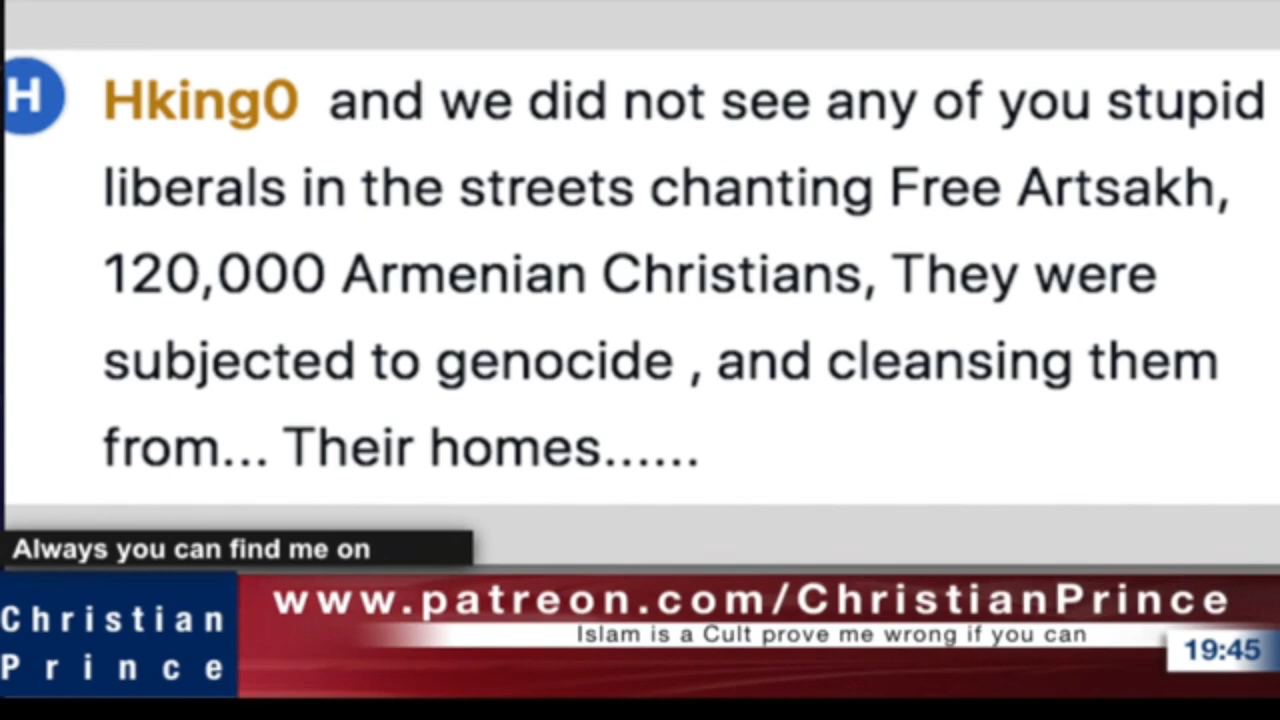 H
Hking0 and we did not see any of you stupid
liberals in the streets chanting Free Artsakh,
120,000 Armenian Christians, They were
subjected to genocide , and cleansing them
from... Their homes......
Always you can find me on
Christian
Prince
www.patreon.com/ChristianPrince
Islam is a Cult prove me wrong if you can
19:45